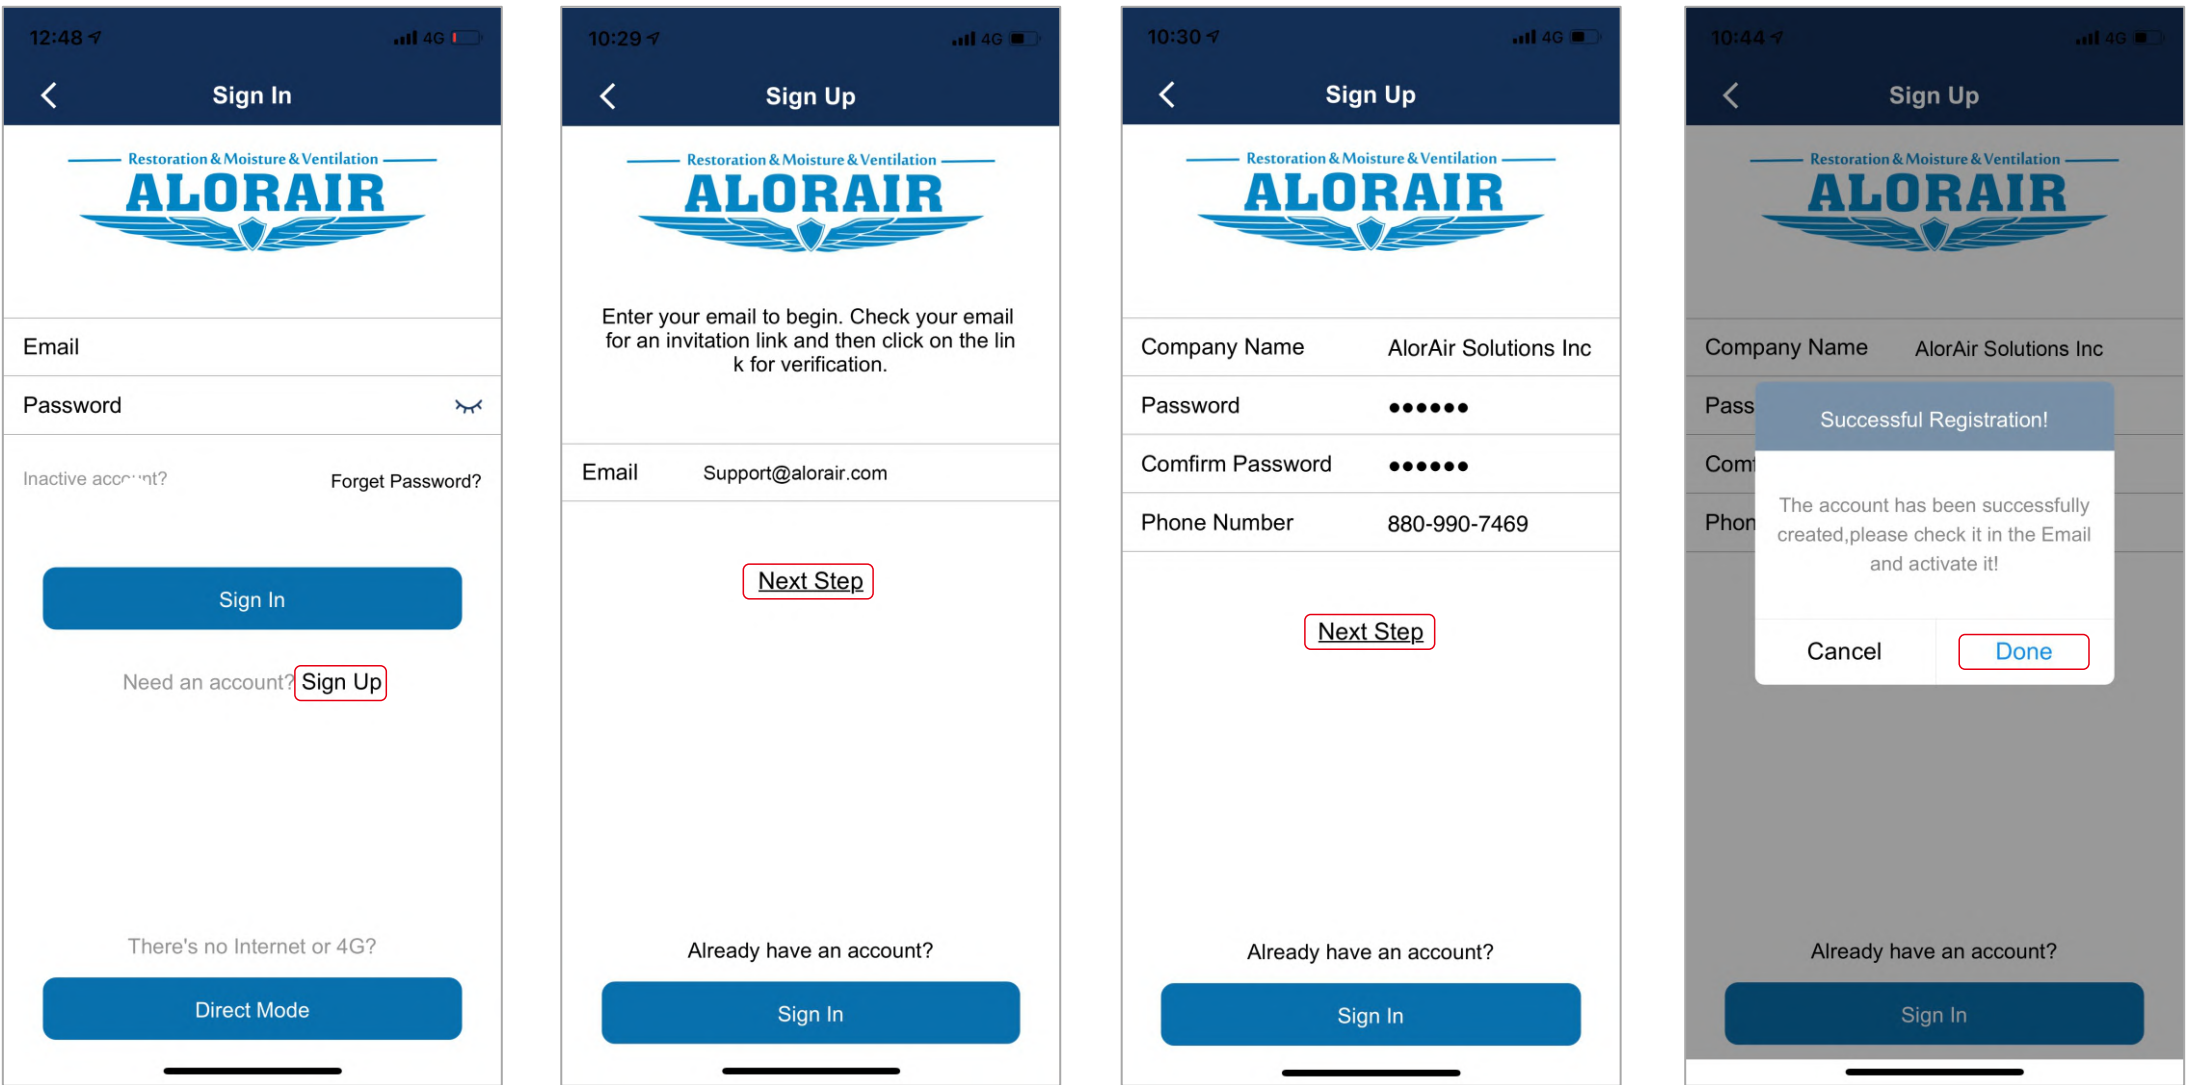 12:48
4G
Sign In
Restoration & Moisture & Ventilation
ALORAIR
Email
Password
Inactive account?
Forget Password?
Sign In
Need an account? Sign Up
There's no Internet or 4G?
Direct Mode
10:29
4G
Sign Up
Restoration & Moisture & Ventilation
ALORAIR
Enter your email to begin. Check your email
for an invitation link and then click on the lin
k for verification.
Email Support@alorair.com
Next Step
Already have an account?
Sign In
10:30
4G
Sign Up
Restoration & Moisture & Ventilation
ALORAIR
Company Name AlorAir Solutions Inc
Password ●●●●●●
Comfirm Password ●●●●●●
Phone Number 880-990-7469
Next Step
Already have an account?
Sign In
10:44
4G
Sign Up
Restoration & Moisture & Ventilation
ALORAIR
Company Name AlorAir Solutions Inc
Pass
Com
Phon
Successful Registration!
The account has been successfully
created,please check it in the Email
and activate it!
Cancel
Done
Already have an account?
Sign In